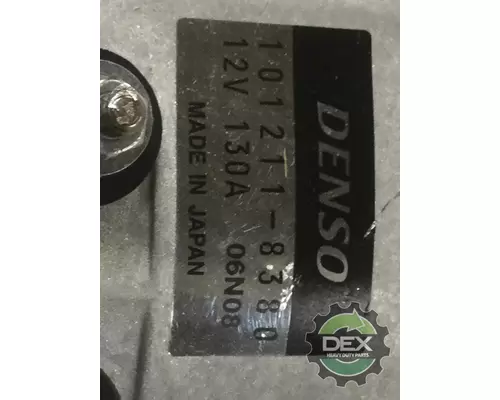 DENSO
101211-8380
12V 130A 06N08
MADE IN JAPAN
DEX
HEAVY DUTY PARTS